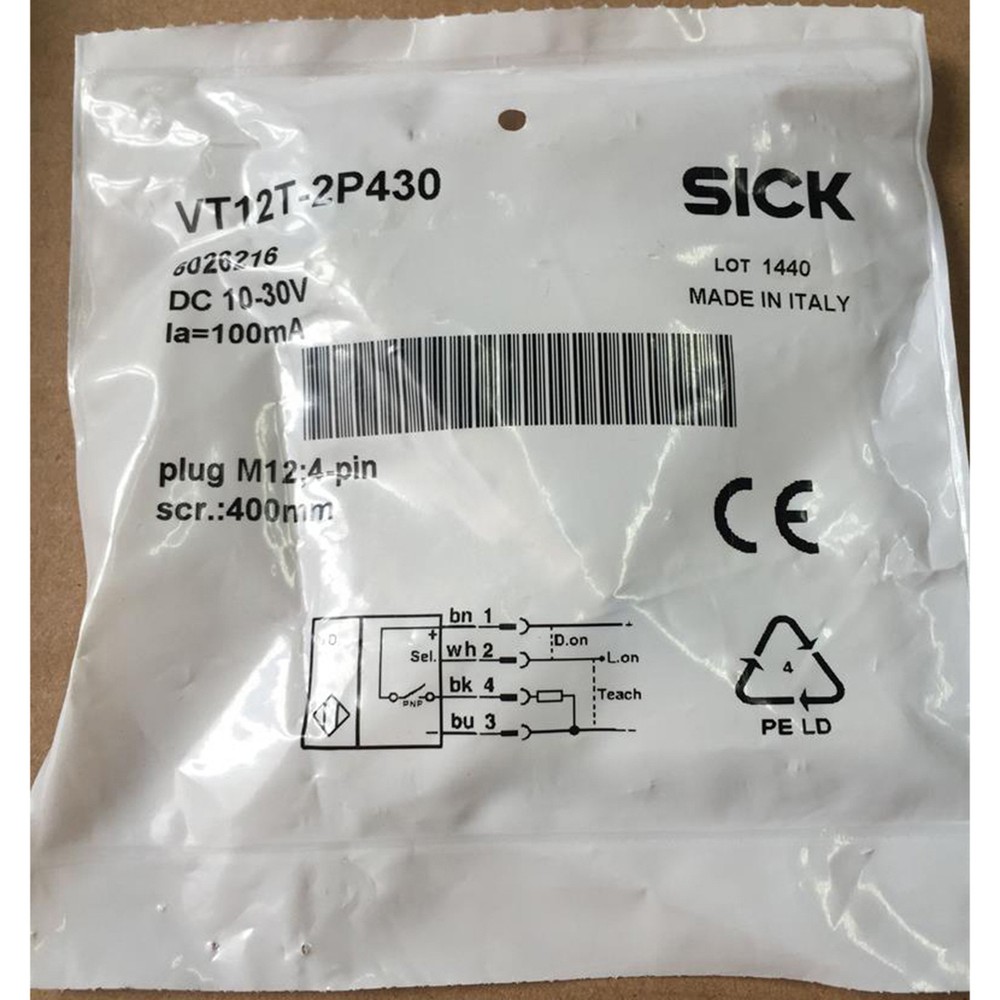 VT12T-2P430
SICK
6026216
LOT 1440
DC 10-30V
MADE IN ITALY
Ia=100mA
plug M12;4-pin
scr.:400mm
CE
bn 1
+
D.on
Sel. wh 2
L.on
bk 4
PNP
Teach
bu 3
4
PE LD